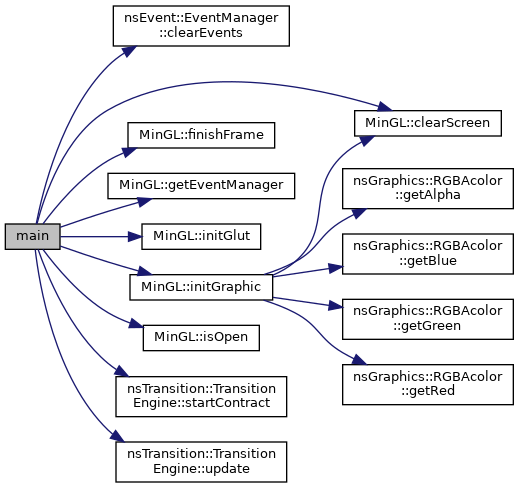 nsEvent::EventManager
::clearEvents
MinGL::clearScreen
MinGL::finishFrame
nsGraphics::RGBAcolor
::getAlpha
MinGL::getEventManager
main
MinGL::initGlut
nsGraphics::RGBAcolor
::getBlue
MinGL::initGraphic
nsGraphics::RGBAcolor
::getGreen
MinGL::isOpen
nsGraphics::RGBAcolor
::getRed
nsTransition::Transition
Engine::startContract
nsTransition::Transition
Engine::update